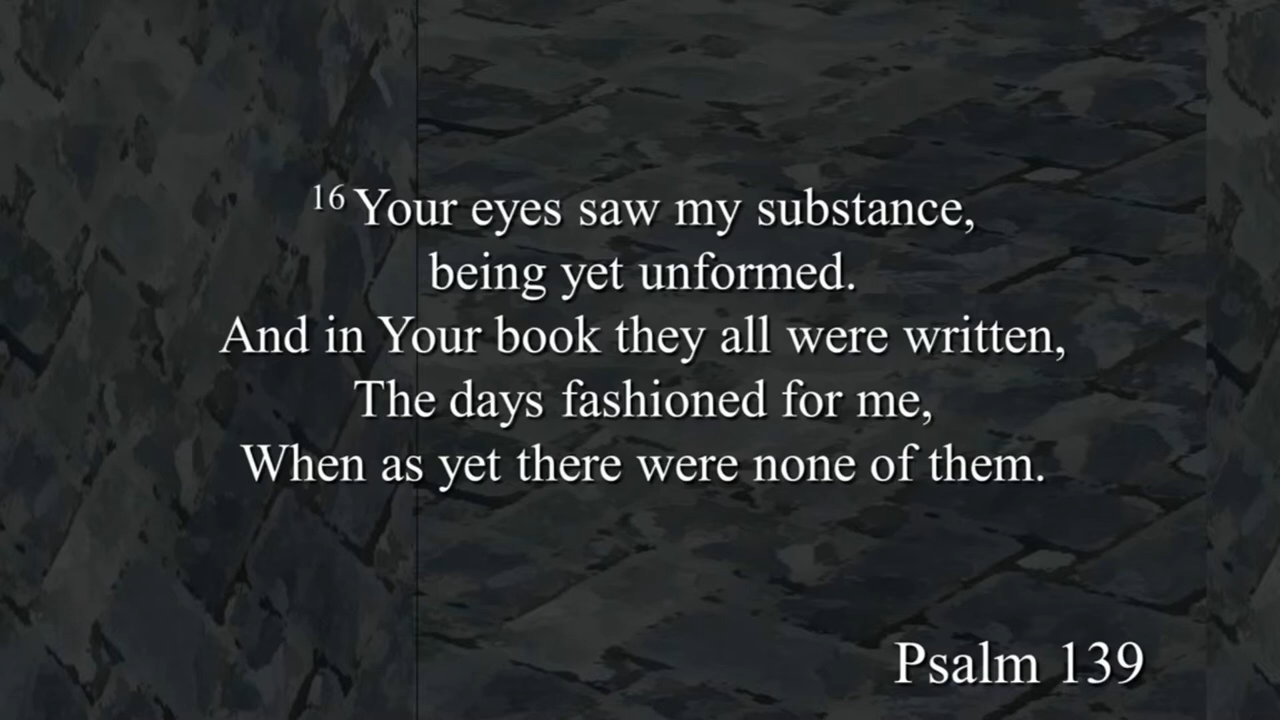 16 Your eyes saw my substance,
being yet unformed.
And in Your book they all were written,
The days fashioned for me,
When as yet there were none of them.
Psalm 139